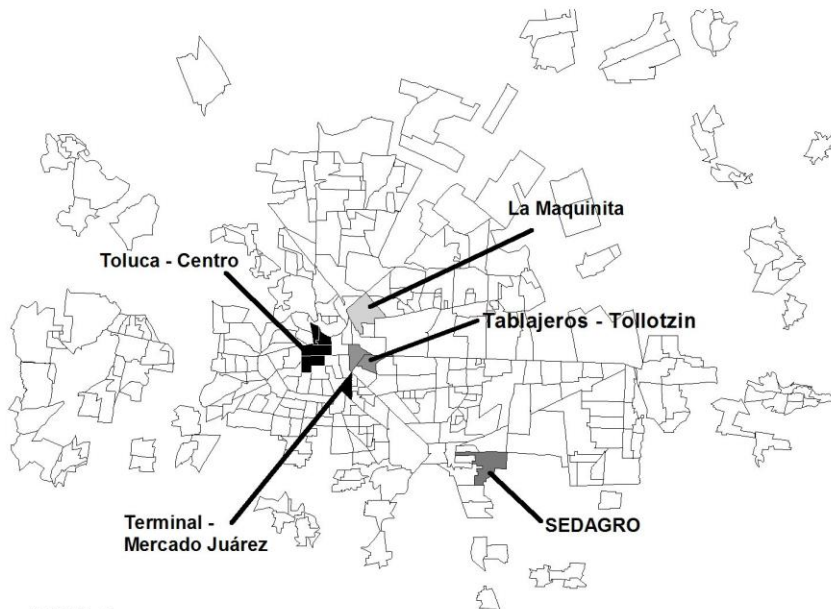 La Maquinita
Toluca - Centro
Tablajeros - Tollotzin
Terminal -
Mercado Juárez
SEDAGRO